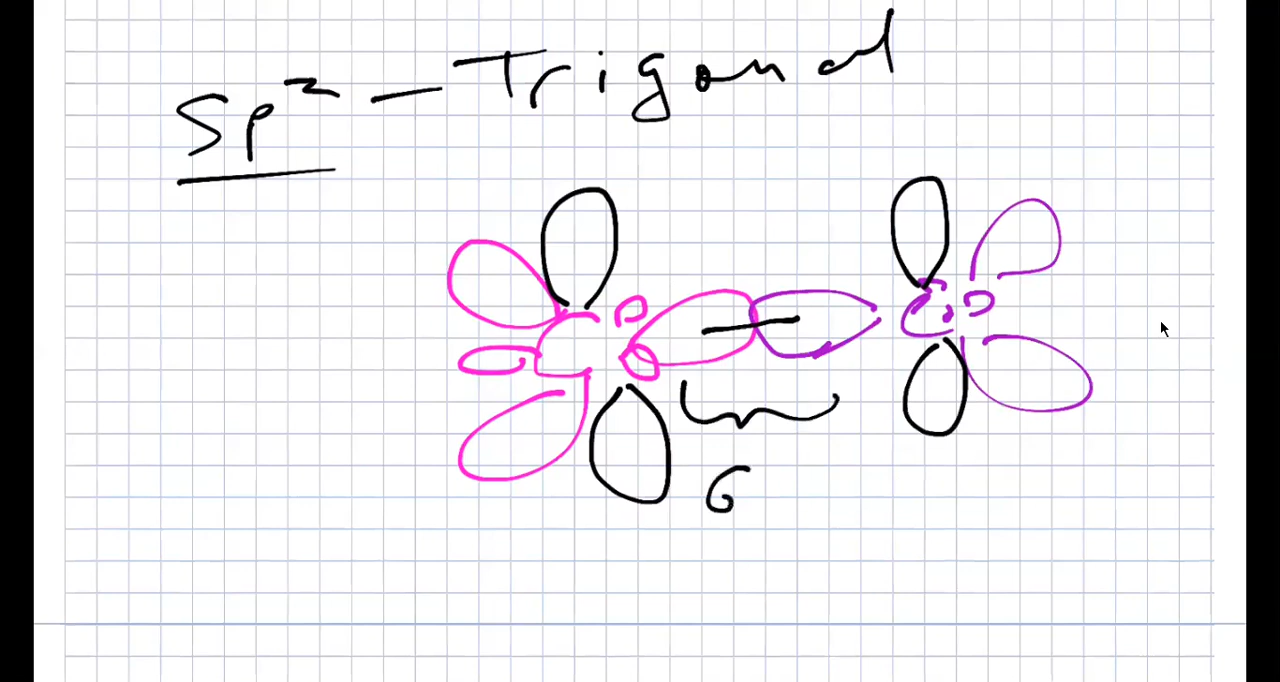 Sp² - Trigonal
σ